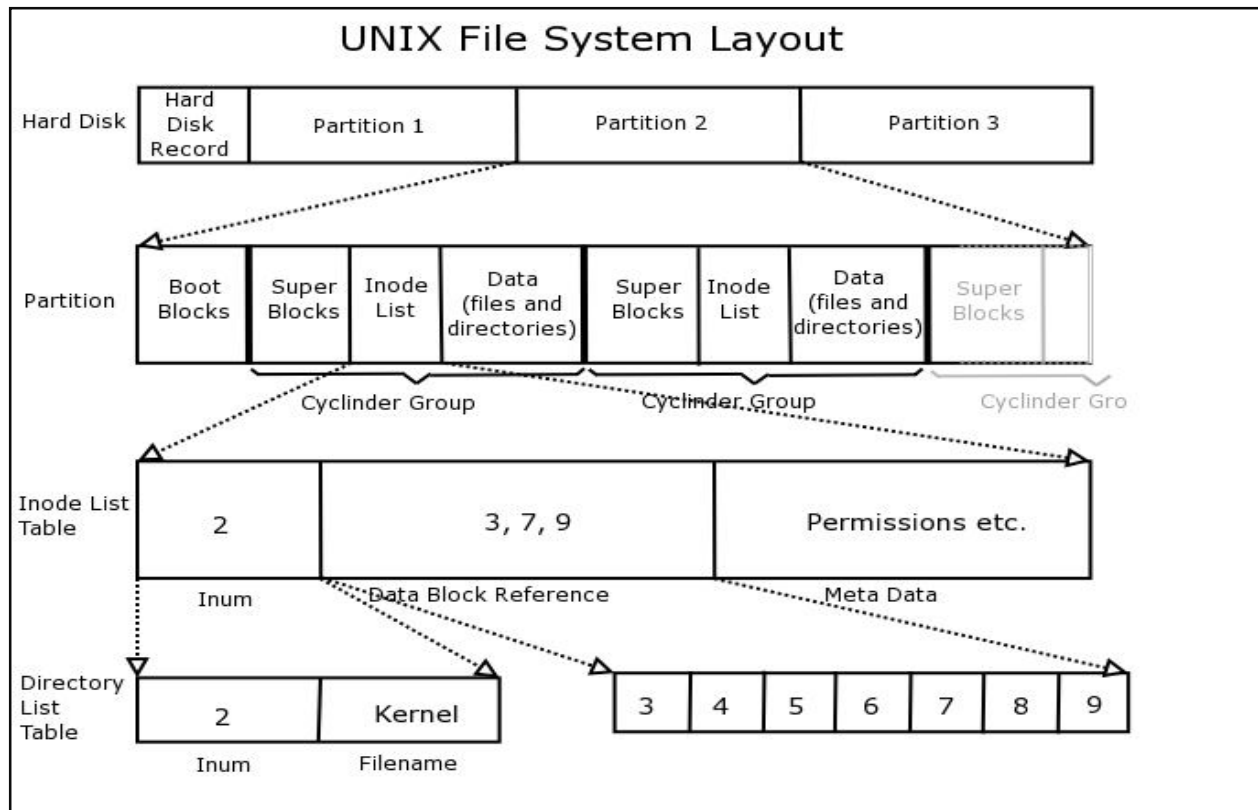 UNIX File System Layout
Hard Disk
Hard
Disk
Record
Partition 1
Partition 2
Partition 3
Partition
Boot
Blocks
Super
Blocks
Inode
List
Data
(files and
directories)
Super
Blocks
Inode
List
Data
(files and
directories)
Super
Blocks
Cyclinder Group
Cyclinder Group
Cyclinder Gro
Inode List
Table
2
3, 7, 9
Permissions etc.
Inum
Data Block Reference
Meta Data
Directory
List
Table
2
Kernel
3
4
5
6
7
8
9
Inum
Filename